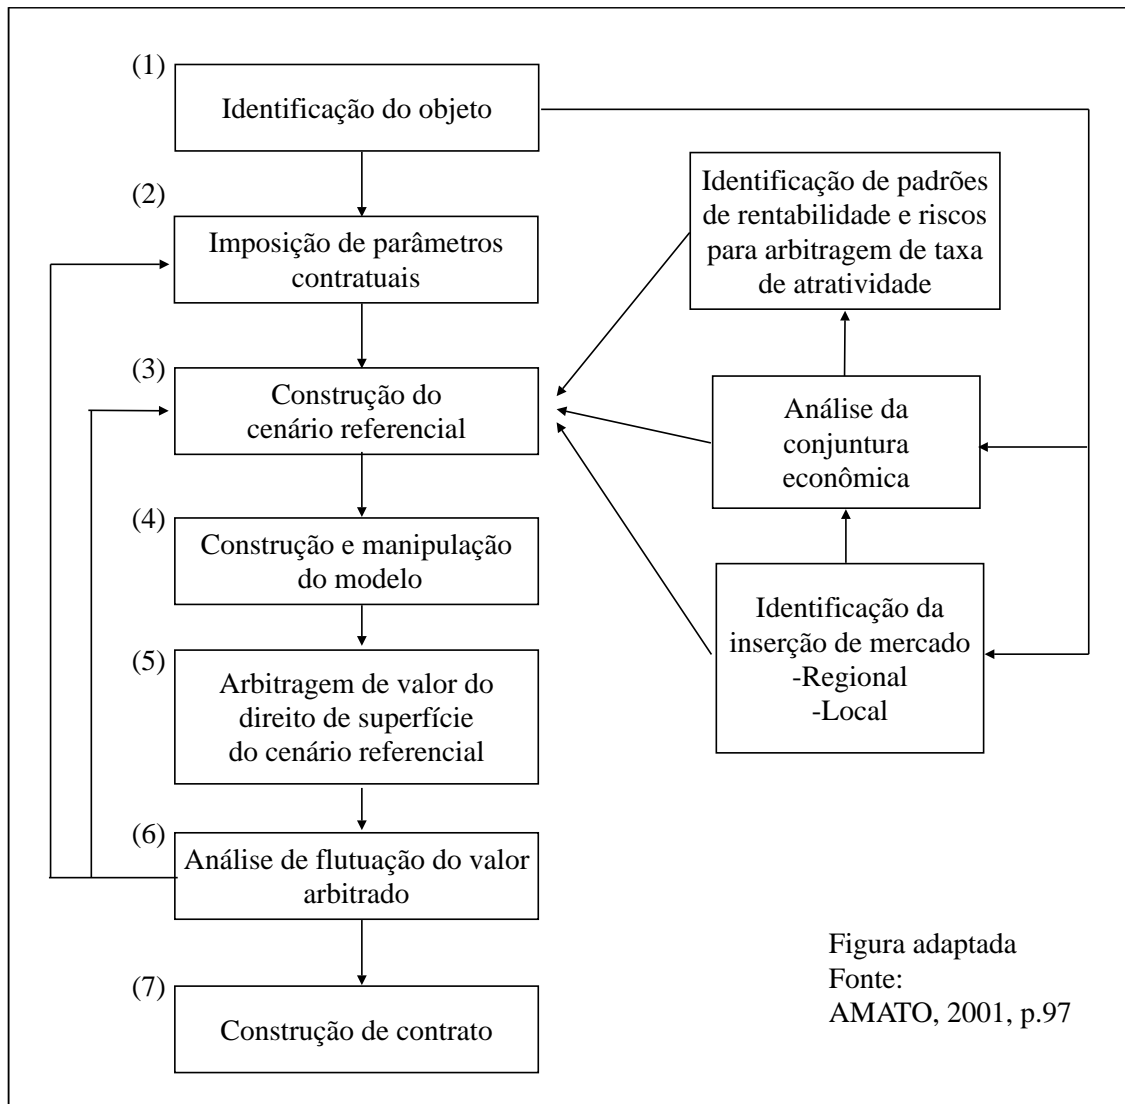 (1)
Identificação do objeto
(2)
Imposição de parâmetros
contratuais
(3)
Construção do
cenário referencial
(4)
Construção e manipulação
do modelo
(5)
Arbitragem de valor do
direito de superfície
do cenário referencial
(6)
Análise de flutuação do valor
arbitrado
(7)
Construção de contrato
Identificação de padrões
de rentabilidade e riscos
para arbitragem de taxa
de atratividade
Análise da
conjuntura
econômica
Identificação da
inserção de mercado
-Regional
-Local
Figura adaptada
Fonte:
AMATO, 2001, p.97